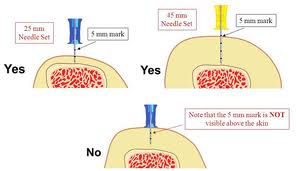 25 mm
Needle Set
5 mm mark
Yes
45 mm
Needle Set
5 mm mark
Yes
Note that the 5 mm mark is NOT
visible above the skin
No